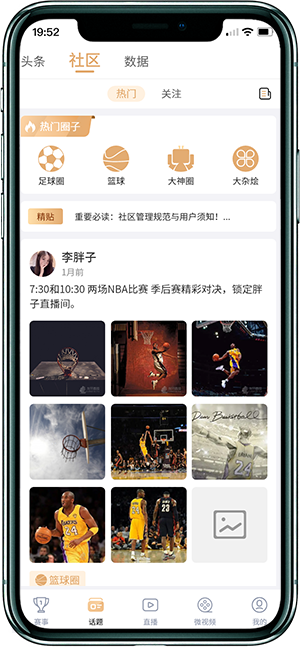 19:52
头条 社区 数据
热门 关注
热门圈子
足球圈 篮球 大神圈 大杂烩
精贴 重要必读：社区管理规范与用户须知！...
李胖子
1月前
7:30和10:30 两场NBA比赛 季后赛精彩对决，锁定胖
子直播间。
24
24 23
篮球圈
赛事 话题 直播 微视频 我的